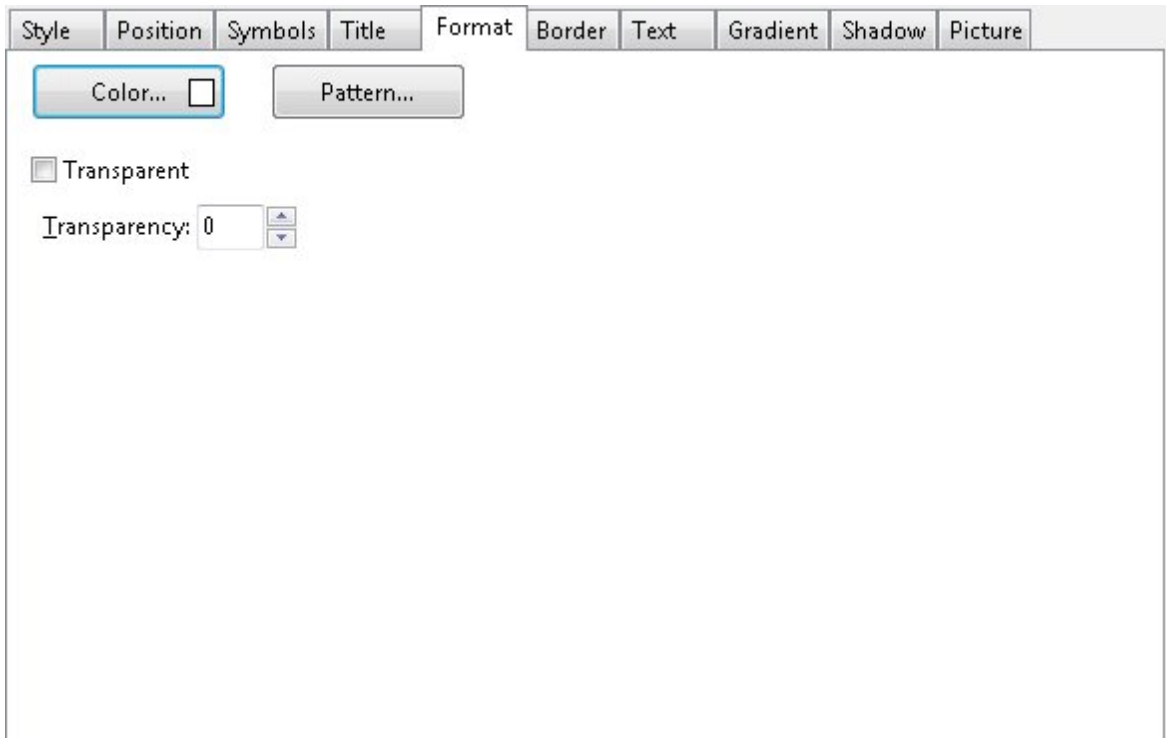 Style Position Symbols Title Format Border Text Gradient Shadow Picture
Color... Pattern...
Transparent
Transparency: 0